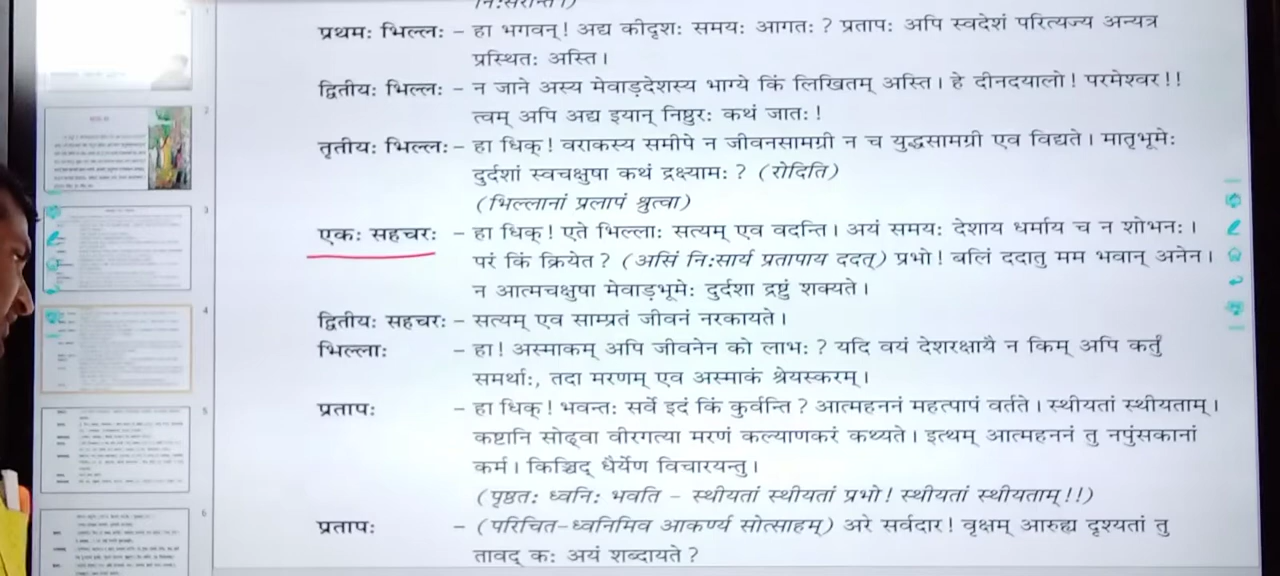 प्रथमः भिल्लः – हा भगवन्! अद्य कीदृशः समयः आगतः ? प्रतापः अपि स्वदेशं परित्यज्य अन्यत्र
प्रस्थितः अस्ति।
द्वितीयः भिल्लः – न जाने अस्य मेवाड़देशस्य भाग्ये किं लिखितम् अस्ति। हे दीनदयालो! परमेश्वर!!
त्वम् अपि अद्य इयान् निष्ठुरः कथं जातः!
तृतीयः भिल्लः – हा धिक्! वराकस्य समीपे न जीवनसामग्री न च युद्धसामग्री एव विद्यते। मातृभूमेः
दुर्दशां स्वचक्षुषा कथं द्रक्ष्यामः ? (रोदिति)
(भिल्लानां प्रलापं श्रुत्वा)
एकः सहचरः – हा धिक्! एते भिल्लाः सत्यम् एव वदन्ति। अयं समयः देशाय धर्माय च न शोभनः।
परं किं क्रियेत ? (असिं निःसार्य प्रतापाय ददत्) प्रभो! बलिं ददातु मम भवान् अनेन।
न आत्मचक्षुषा मेवाड़भूमेः दुर्दशा द्रष्टुं शक्यते।
द्वितीयः सहचरः – सत्यम् एव साम्प्रतं जीवनं नरकायते।
भिल्लाः – हा! अस्माकम् अपि जीवनेन को लाभः ? यदि वयं देशरक्षायै न किम् अपि कर्तुं
समर्थाः, तदा मरणम् एव अस्माकं श्रेयस्करम्।
प्रतापः – हा धिक्! भवन्तः सर्वे इदं किं कुर्वन्ति ? आत्महननं महत्पापं वर्तते। स्थीयतां स्थीयताम्।
कष्टानि सोढ्वा वीरगत्या मरणं कल्याणकरं कथ्यते। इत्थम् आत्महननं तु नपुंसकानां
कर्म। किञ्चिद् धैर्येण विचारयन्तु।
(पृष्ठतः ध्वनिः भवति – स्थीयतां स्थीयतां प्रभो! स्थीयतां स्थीयताम्!!)
प्रतापः – (परिचित-ध्वनिमिव आकर्ण्य सोत्साहम्) अरे सर्वदार! वृक्षम् आरुह्य दृश्यतां तु
तावद् कः अयं शब्दायते ?
2
3
4
5
6